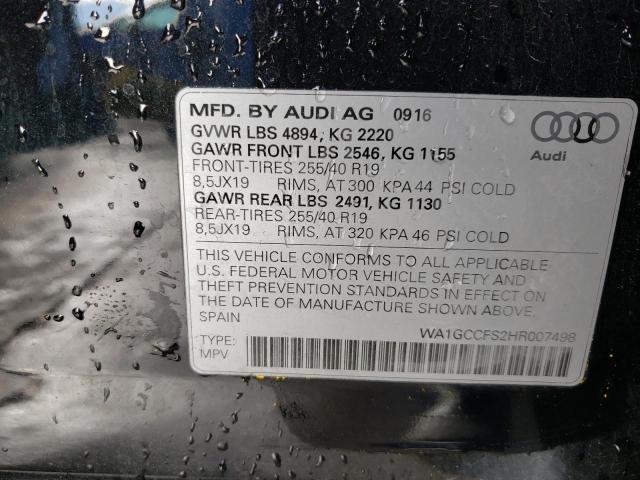 MFD. BY AUDI AG 0916
GVWR LBS 4894, KG 2220
GAWR FRONT LBS 2546, KG 1155
FRONT-TIRES 255/40 R19
8,5JX19 RIMS, AT 300 KPA 44 PSI COLD
GAWR REAR LBS 2491, KG 1130
REAR-TIRES 255/40 R19
8,5JX19 RIMS, AT 320 KPA 46 PSI COLD
Audi
THIS VEHICLE CONFORMS TO ALL APPLICABLE
U.S. FEDERAL MOTOR VEHICLE SAFETY AND
THEFT PREVENTION STANDARDS IN EFFECT ON
THE DATE OF MANUFACTURE SHOWN ABOVE.
SPAIN
WA1GCCFS2HR007498
TYPE:
MPV